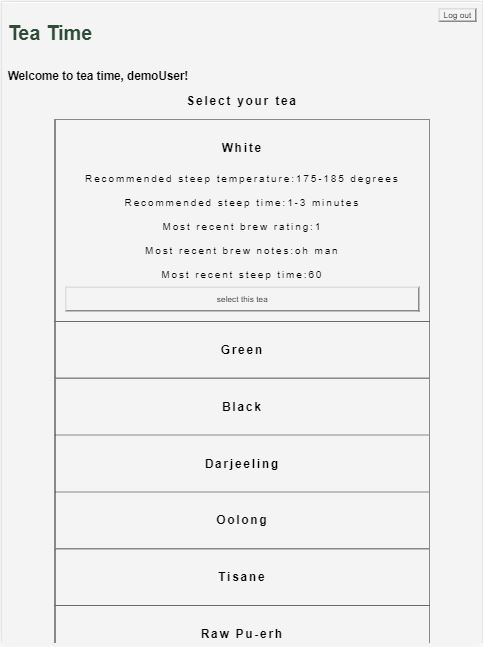 Log out
Tea Time
Welcome to tea time, demoUser!
Select your tea
White
Recommended steep temperature:175-185 degrees
Recommended steep time:1-3 minutes
Most recent brew rating:1
Most recent brew notes:oh man
Most recent steep time:60
select this tea
Green
Black
Darjeeling
Oolong
Tisane
Raw Pu-erh